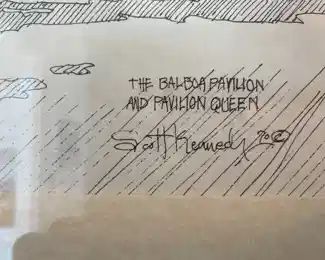 THE BALBOA PAVILION
AND PAVILION QUEEN
Scott Kennedy